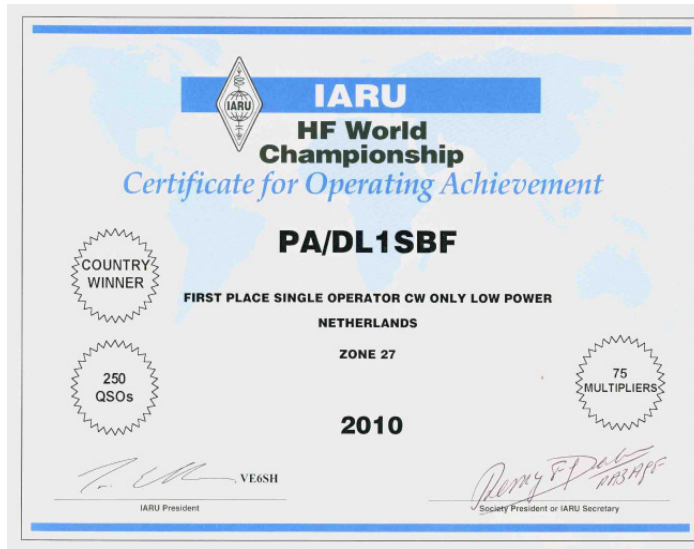 IARU
IARU
HF World
Championship
Certificate for Operating Achievement
PA/DL1SBF
COUNTRY
WINNER
FIRST PLACE SINGLE OPERATOR CW ONLY LOW POWER
NETHERLANDS
ZONE 27
250
QSOs
75
MULTIPLIERS
2010
VE6SH
PA3APF
IARU President
Society President or IARU Secretary